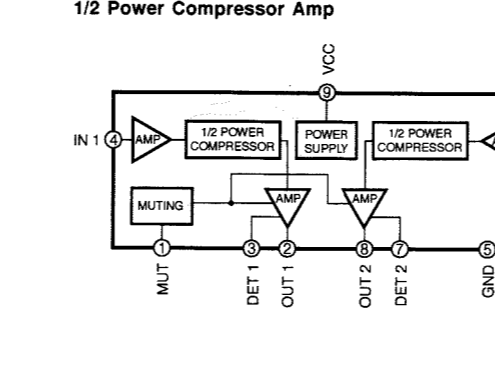 1/2 Power Compressor Amp
VCC
9
IN 1 4 AMP
1/2 POWER
COMPRESSOR
POWER
SUPPLY
1/2 POWER
COMPRESSOR
MUTING
AMP
AMP
1
3
2
8
7
5
MUT
DET 1
OUT 1
OUT 2
DET 2
GND